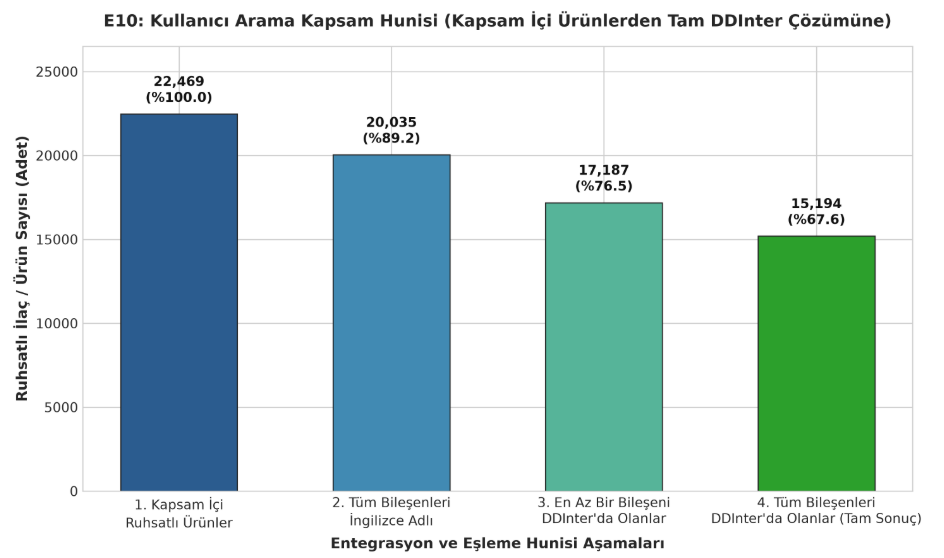 E10: Kullanıcı Arama Kapsam Hunisi (Kapsam İçi Ürünlerden Tam DDInter Çözümüne)
Ruhsatlı İlaç / Ürün Sayısı (Adet)
25000
20000
15000
10000
5000
0
22,469
(%100.0)
20,035
(%89.2)
17,187
(%76.5)
15,194
(%67.6)
1. Kapsam İçi
Ruhsatlı Ürünler
2. Tüm Bileşenleri
İngilizce Adlı
3. En Az Bir Bileşeni
DDInter'da Olanlar
4. Tüm Bileşenleri
DDInter'da Olanlar (Tam Sonuç)
Entegrasyon ve Eşleme Hunisi Aşamaları